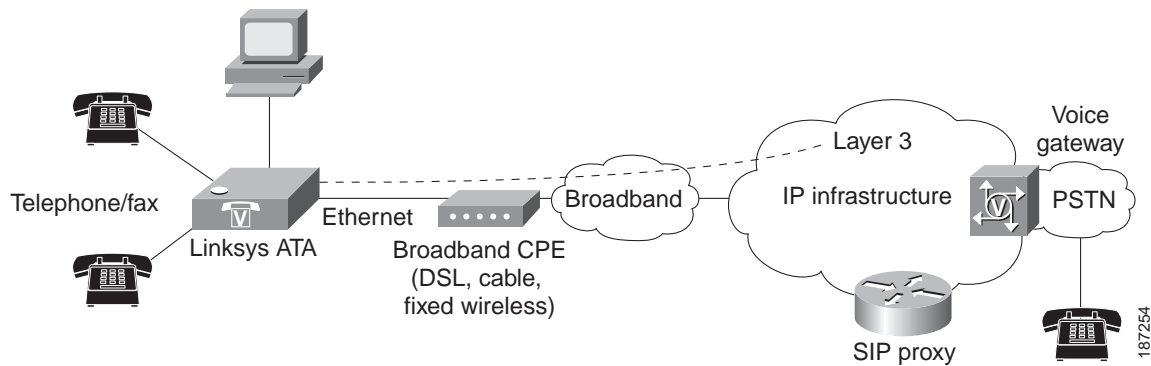 Telephone/fax
V
Linksys ATA
Ethernet
Broadband CPE
(DSL, cable,
fixed wireless)
Broadband
Layer 3
IP infrastructure
Voice
gateway
V
PSTN
SIP proxy
187254